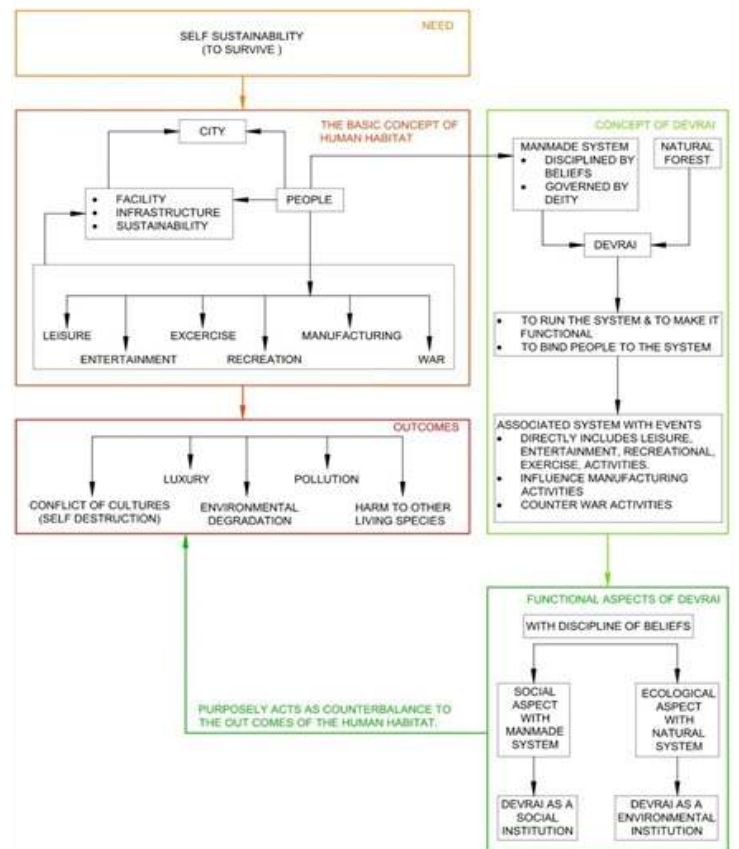 NEED
SELF SUSTAINABILITY
(TO SURVIVE )
THE BASIC CONCEPT OF
HUMAN HABITAT
CITY
PEOPLE
• FACILITY
• INFRASTRUCTURE
• SUSTAINABILITY
LEISURE
ENTERTAINMENT
EXCERCISE
RECREATION
MANUFACTURING
WAR
OUTCOMES
CONFLICT OF CULTURES
(SELF DESTRUCTION)
LUXURY
ENVIRONMENTAL
DEGRADATION
POLLUTION
HARM TO OTHER
LIVING SPECIES
CONCEPT OF DEVRAI
MANMADE SYSTEM
• DISCIPLINED BY
BELIEFS
• GOVERNED BY
DEITY
NATURAL
FOREST
DEVRAI
• TO RUN THE SYSTEM & TO MAKE IT
FUNCTIONAL
• TO BIND PEOPLE TO THE SYSTEM
ASSOCIATED SYSTEM WITH EVENTS
• DIRECTLY INCLUDES LEISURE,
ENTERTAINMENT, RECREATIONAL,
EXERCISE, ACTIVITIES.
• INFLUENCE MANUFACTURING
ACTIVITIES
• COUNTER WAR ACTIVITIES
FUNCTIONAL ASPECTS OF DEVRAI
WITH DISCIPLINE OF BELIEFS
SOCIAL
ASPECT
WITH
MANMADE
SYSTEM
ECOLOGICAL
ASPECT
WITH
NATURAL
SYSTEM
DEVRAI AS A
SOCIAL
INSTITUTION
DEVRAI AS A
ENVIRONMENTAL
INSTITUTION
PURPOSELY ACTS AS COUNTERBALANCE TO
THE OUT COMES OF THE HUMAN HABITAT.